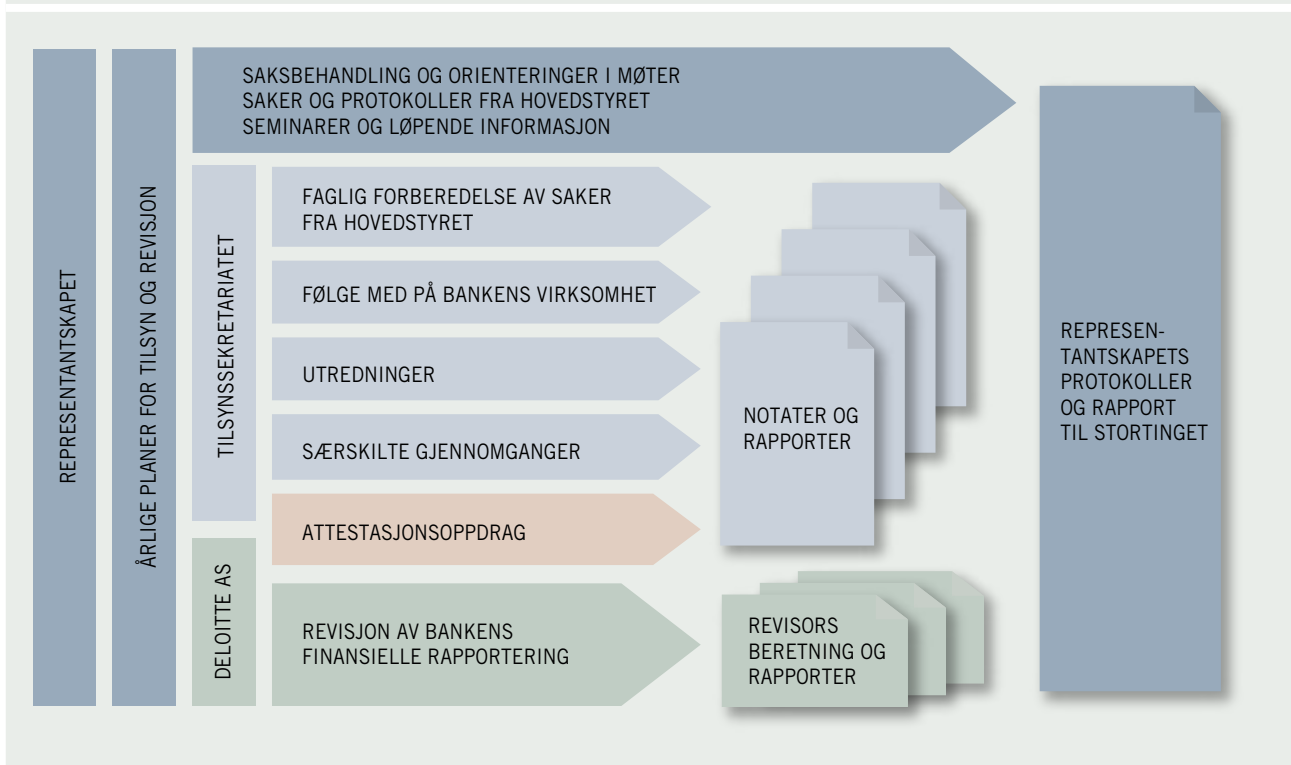 REPRESENTANTSKAPET
ÅRLIGE PLANER FOR TILSYN OG REVISJON
SAKSBEHANDLING OG ORIENTERINGER I MØTER
SAKER OG PROTOKOLLER FRA HOVEDSTYRET
SEMINARER OG LØPENDE INFORMASJON
TILSYNSSEKRETARIATET
FAGLIG FORBEREDELSE AV SAKER
FRA HOVEDSTYRET
FØLGE MED PÅ BANKENS VIRKSOMHET
UTREDNINGER
SÆRSKILTE GJENNOMGANGER
ATTESTASJONSOPPDRAG
DELOITTE AS
REVISJON AV BANKENS
FINANSIELLE RAPPORTERING
NOTATER OG
RAPPORTER
REVISORS
BERETNING OG
RAPPORTER
REPRESEN-
TANTSKAPETS
PROTOKOLLER
OG RAPPORT
TIL STORTINGET